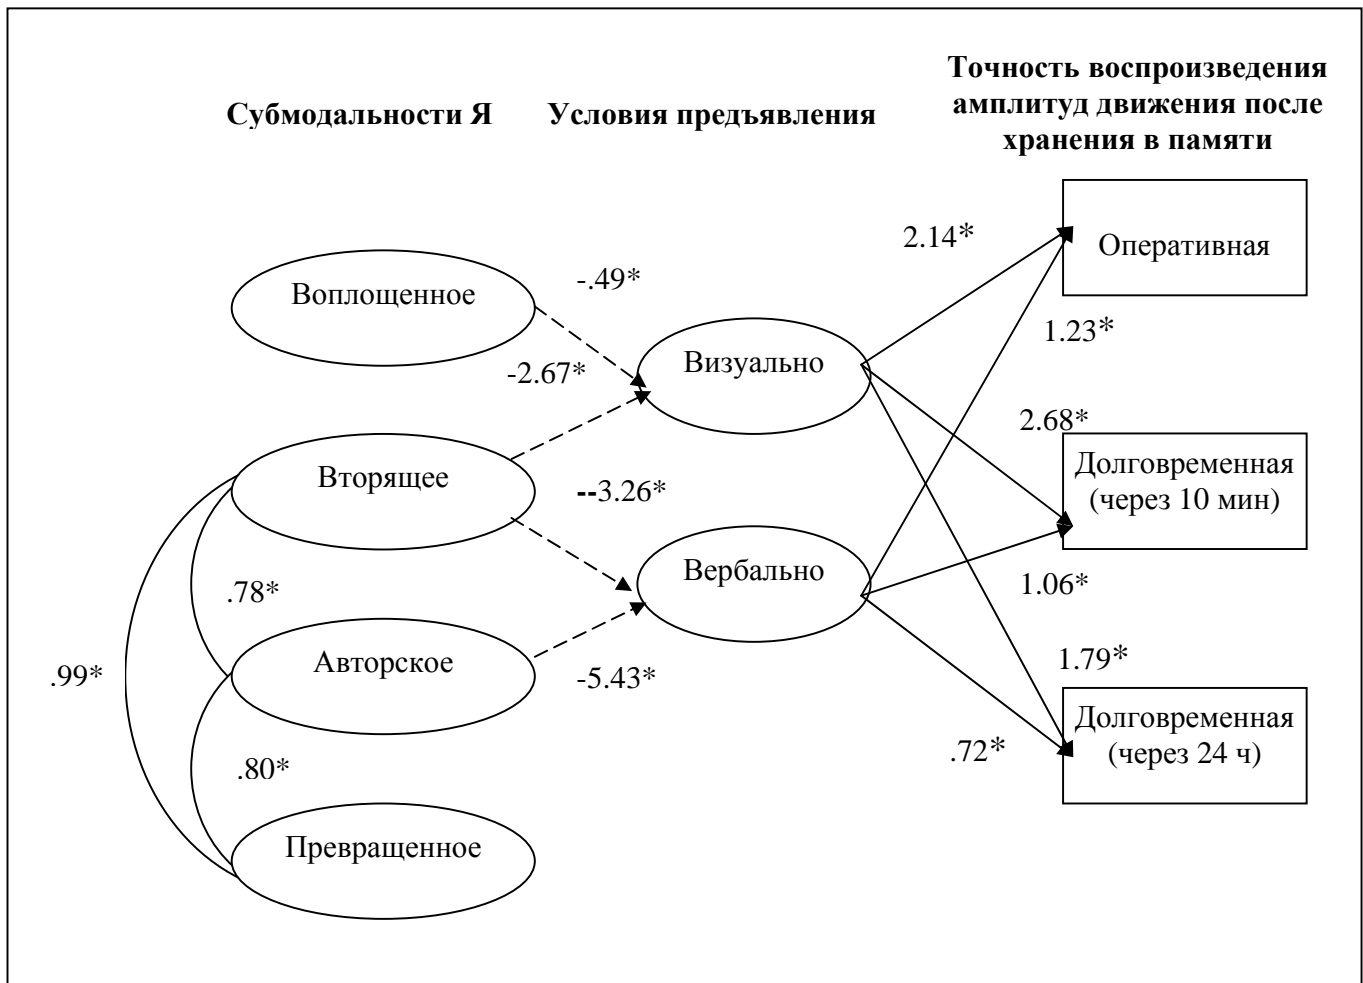 Точность воспроизведения
Субмодальности Я
Условия предъявления
амплитуд движения после
хранения в памяти
2.14*
Оперативная
-.49*
Воплощенное
1.23*
-2.67*
Визуально
2.68*
Долговременная
(через 10 мин)
Вторящее
--3.26*
Вербально
.78*
1.06*
Авторское
1.79*
.99*
-5.43*
Долговременная
(через 24 ч)
.72*
.80*
Превращенное